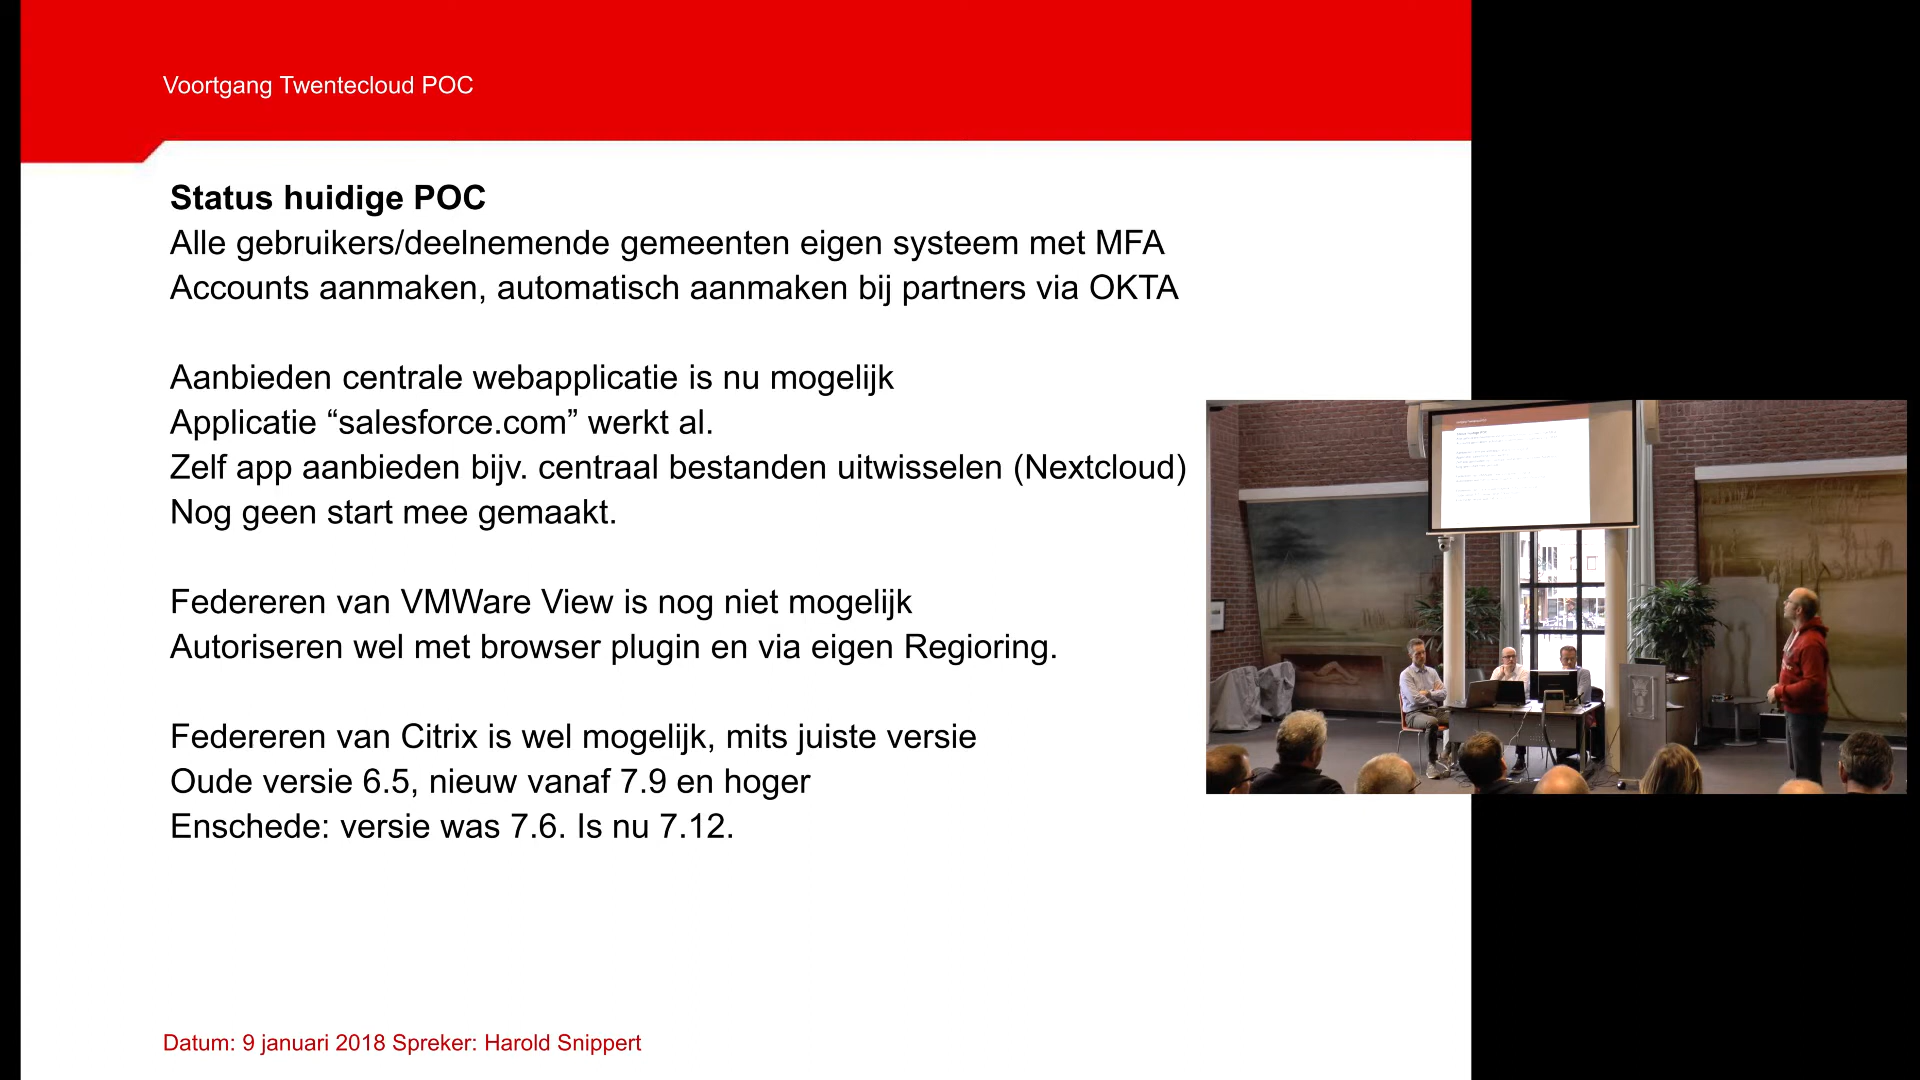 Voortgang Twentecloud POC
Status huidige POC
Alle gebruikers/deelnemende gemeenten eigen systeem met MFA
Accounts aanmaken, automatisch aanmaken bij partners via OKTA
Aanbieden centrale webapplicatie is nu mogelijk
Applicatie “salesforce.com” werkt al.
Zelf app aanbieden bijv. centraal bestanden uitwisselen (Nextcloud)
Nog geen start mee gemaakt.
Federeren van VMWare View is nog niet mogelijk
Autoriseren wel met browser plugin en via eigen Regioring.
Federeren van Citrix is wel mogelijk, mits juiste versie
Oude versie 6.5, nieuw vanaf 7.9 en hoger
Enschede: versie was 7.6. Is nu 7.12.
Datum: 9 januari 2018 Spreker: Harold Snippert